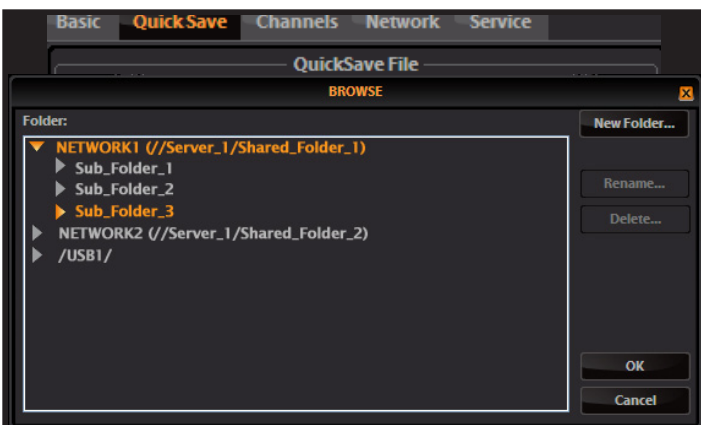 Basic QuickSave Channels Network Service
QuickSave File
BROWSE
Folder:
New Folder...
NETWORK1 (//Server_1/Shared_Folder_1)
Sub_Folder_1
Sub_Folder_2
Rename...
Sub_Folder_3
Delete...
NETWORK2 (//Server_1/Shared_Folder_2)
/USB1/
OK
Cancel